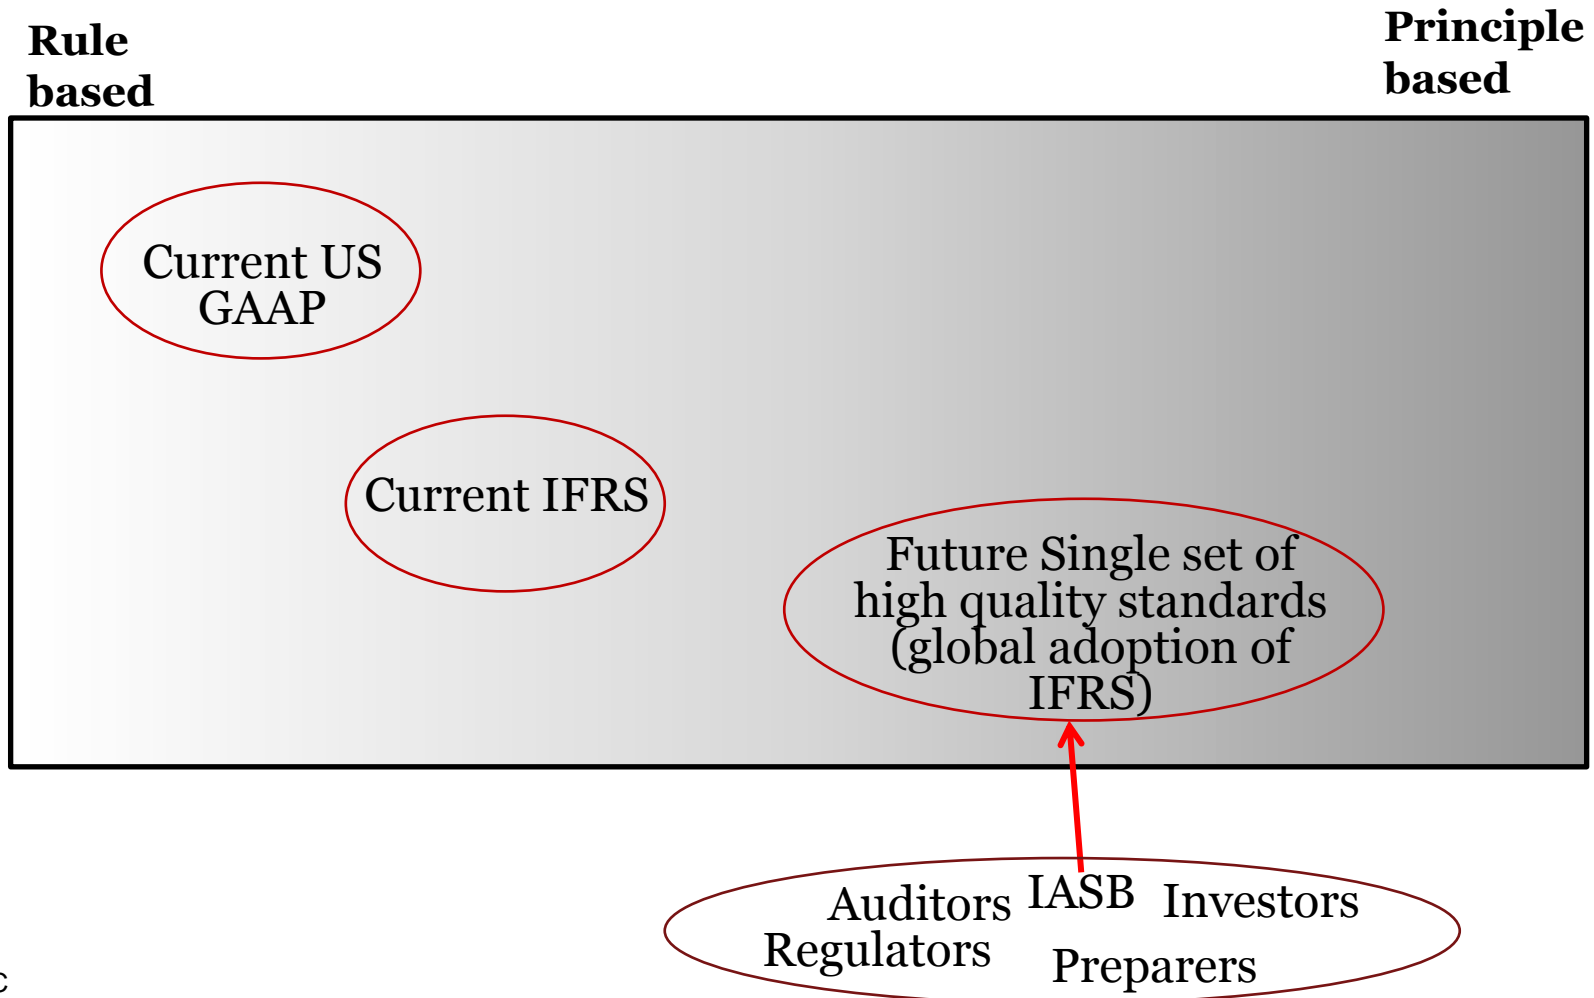 Rule
based
Principle
based
Current US
GAAP
Current IFRS
Future Single set of
high quality standards
(global adoption of
IFRS)
Auditors IASB Investors
Regulators
Preparers
C